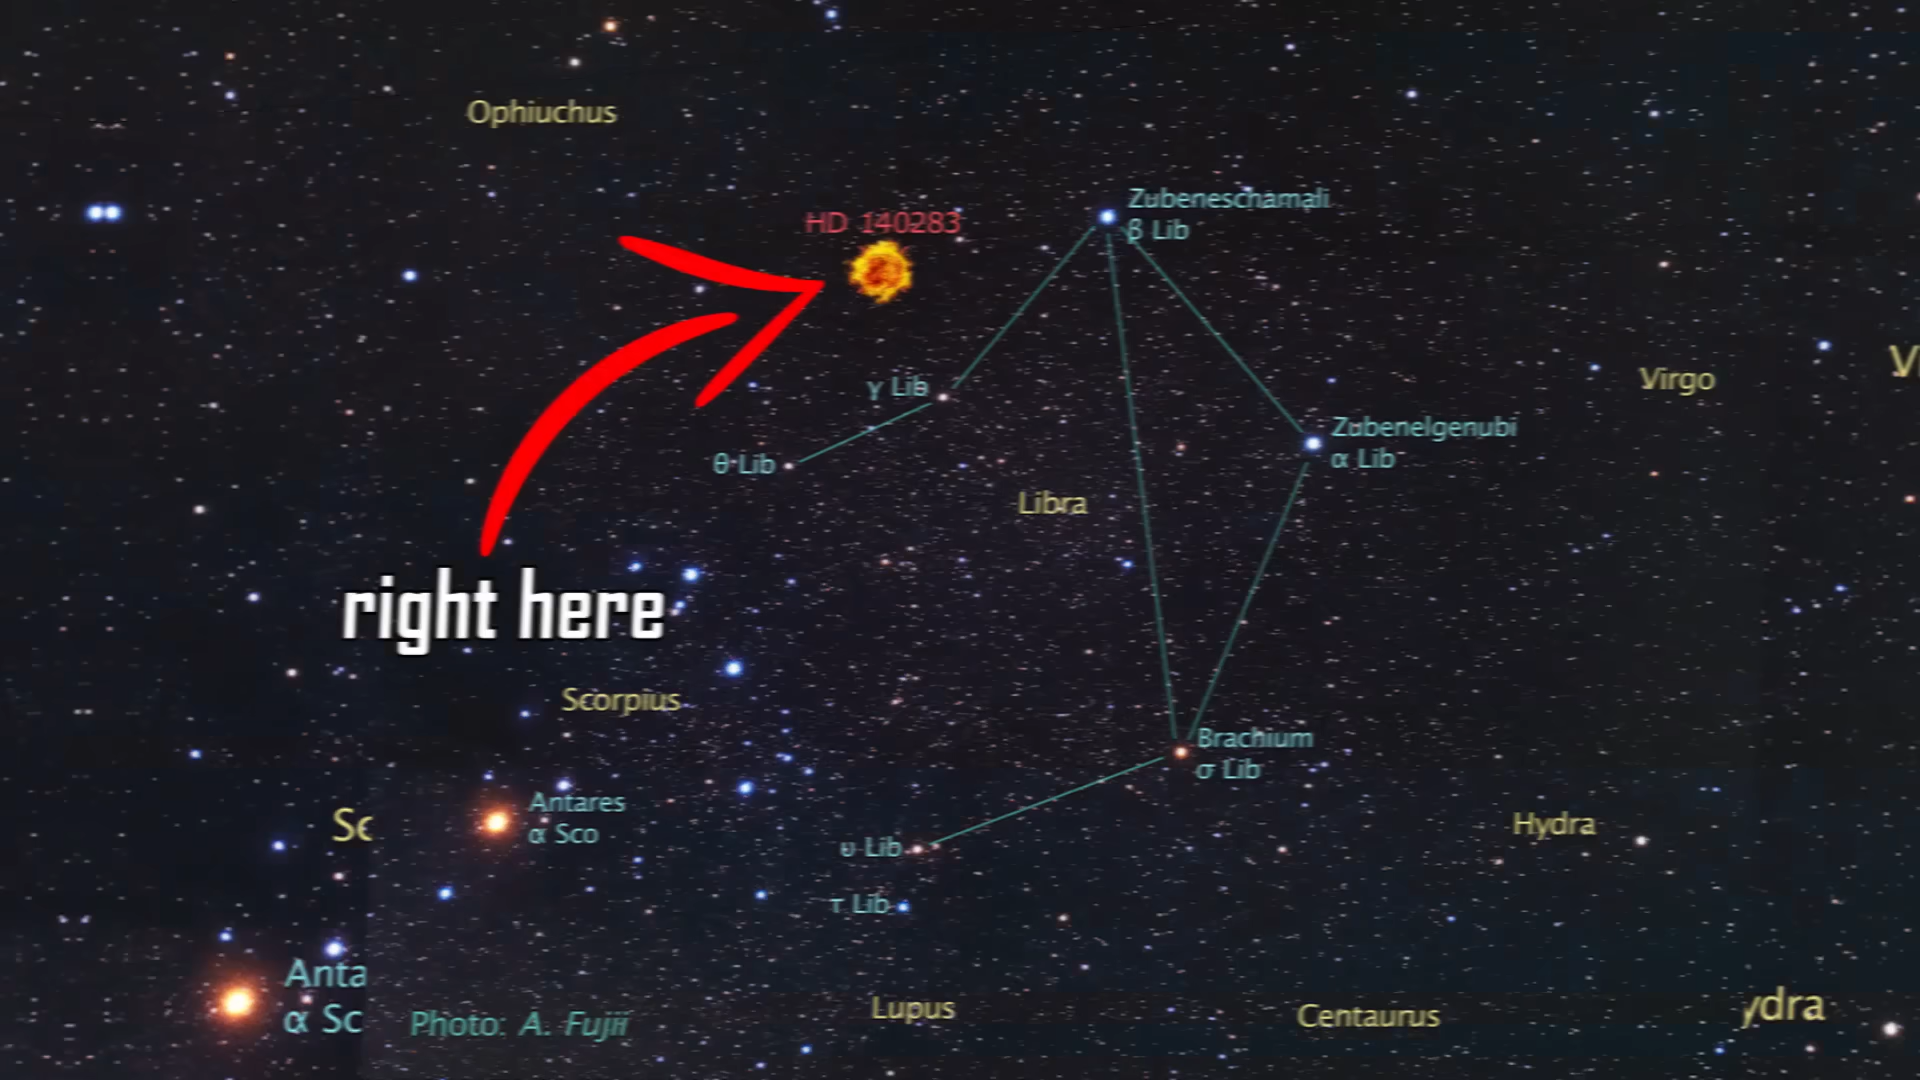 Ophiuchus
Zubeneschamali
β Lib
HD 140283
γ Lib
Virgo
θ Lib
Zubenelgenubi
α Lib
Libra
right here
Scorpius
Brachium
σ Lib
Antares
α Sco
Hydra
υ Lib
τ Lib
Anta
α Sc
Photo: A. Fujii
Lupus
Centaurus
ydra